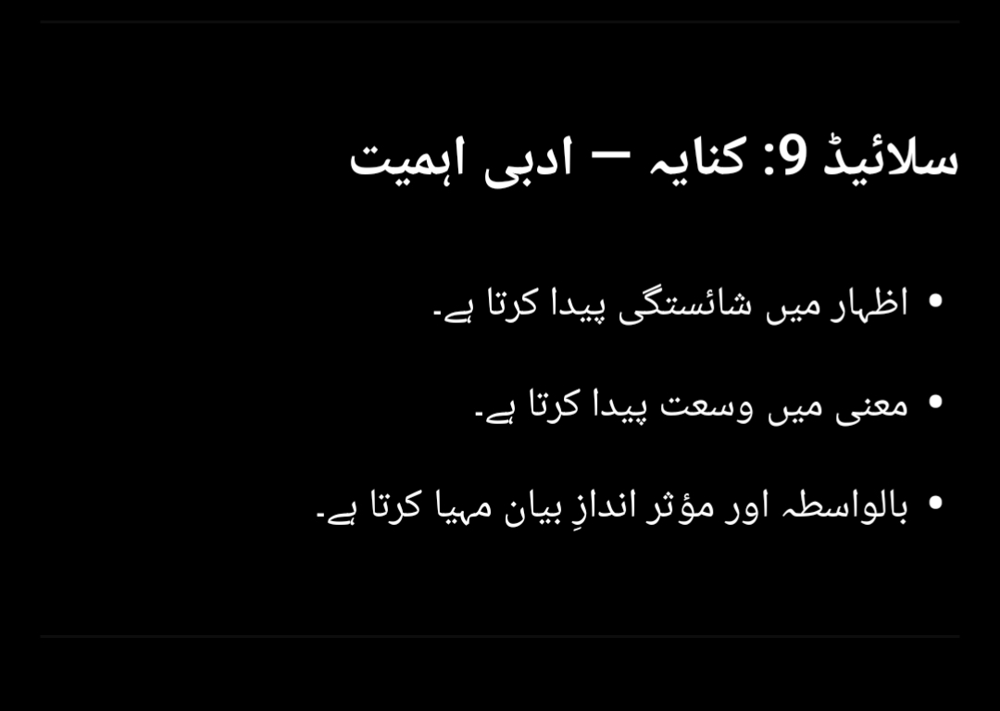 سلائیڈ 9: کنایہ – ادبی اہمیت
• اظہار میں شائستگی پیدا کرتا ہے۔
• معنی میں وسعت پیدا کرتا ہے۔
• بالواسطہ اور مؤثر اندازِ بیان مہیا کرتا ہے۔